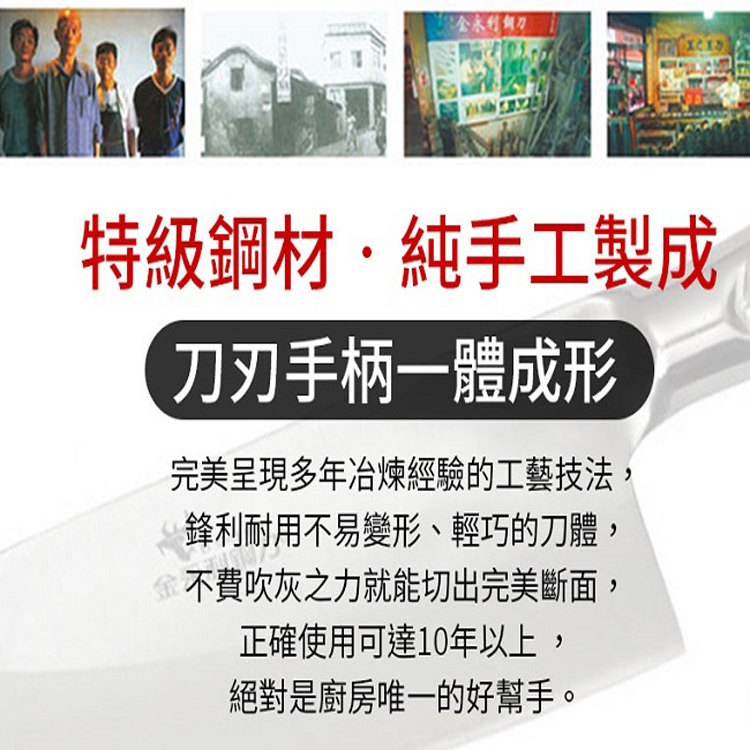 金永利鋼刀
特級鋼材・純手工製成
刀刃手柄一體成形
完美呈現多年冶煉經驗的工藝技法，
鋒利耐用不易變形、輕巧的刀體，
不費吹灰之力就能切出完美斷面，
正確使用可達10年以上，
絕對是廚房唯一的好幫手。